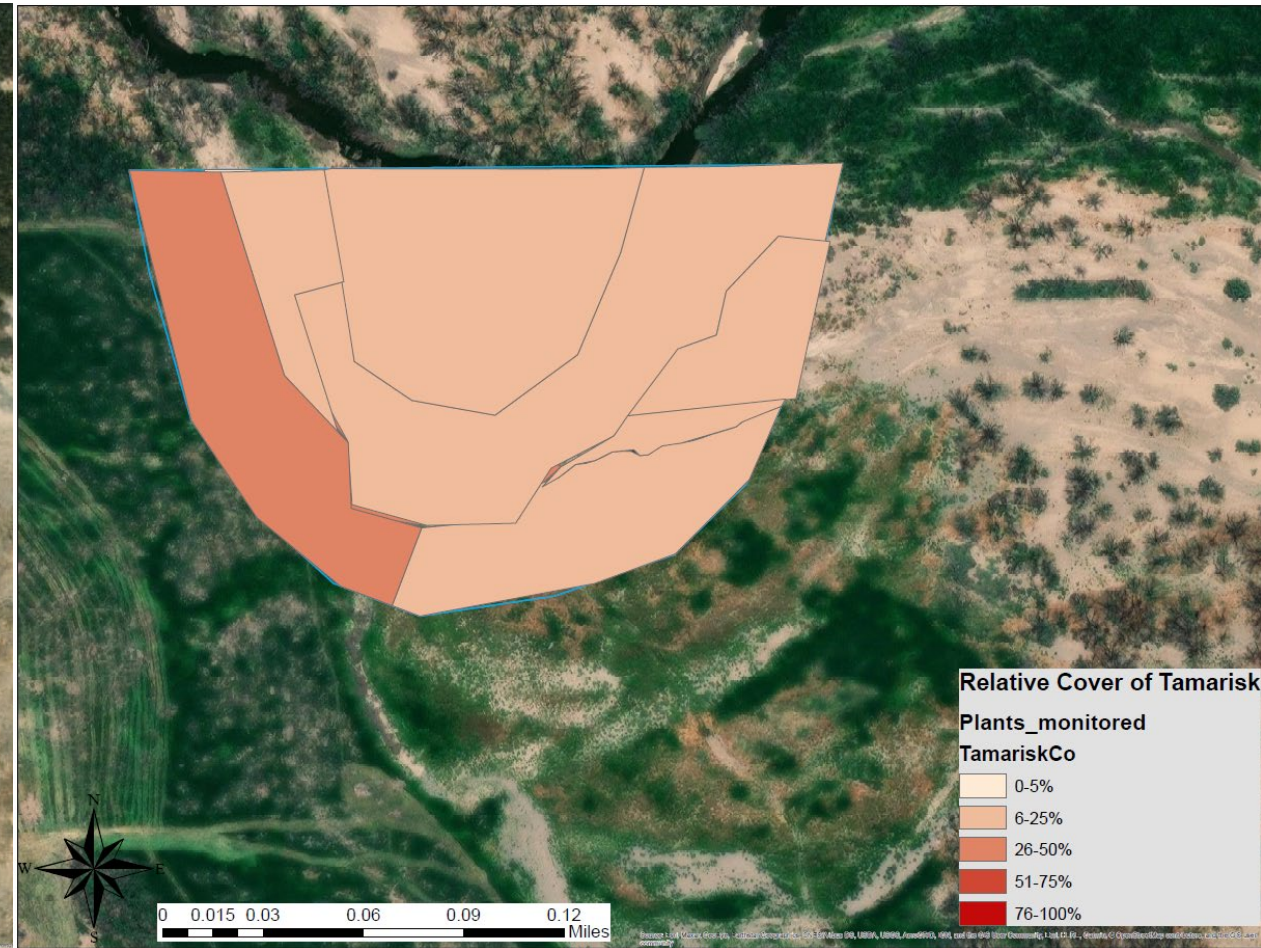 Relative Cover of Tamarisk
Plants_monitored
TamariskCo
0-5%
6-25%
26-50%
51-75%
76-100%
N
W
E
S
0 0.015 0.03 0.06 0.09 0.12
Miles